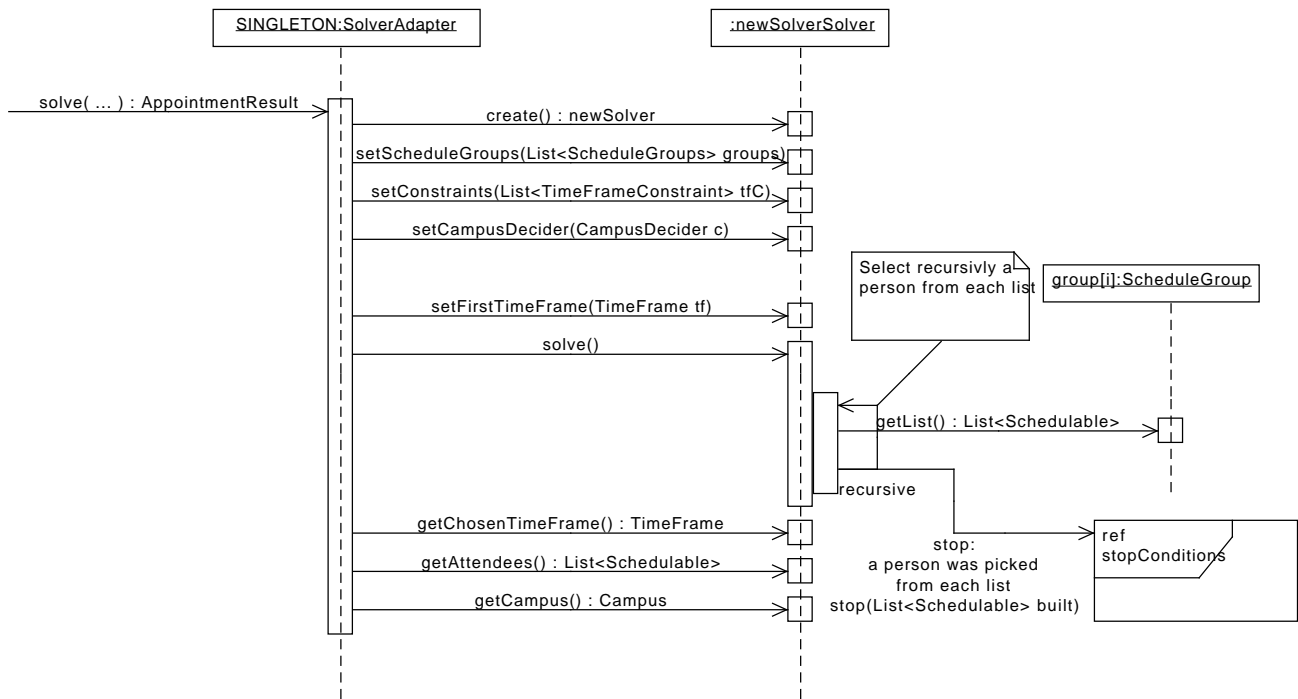 SINGLETON:SolverAdapter
:newSolverSolver
solve( ... ) : AppointmentResult
create() : newSolver
setScheduleGroups(List<ScheduleGroups> groups)
setConstraints(List<TimeFrameConstraint> tfC)
setCampusDecider(CampusDecider c)
Select recursivly a
person from each list
group[i]:ScheduleGroup
setFirstTimeFrame(TimeFrame tf)
solve()
getList() : List<Schedulable>
recursive
getChosenTimeFrame() : TimeFrame
stop:
a person was picked
from each list
stop(List<Schedulable> built)
ref
stopConditions
getAttendees() : List<Schedulable>
getCampus() : Campus